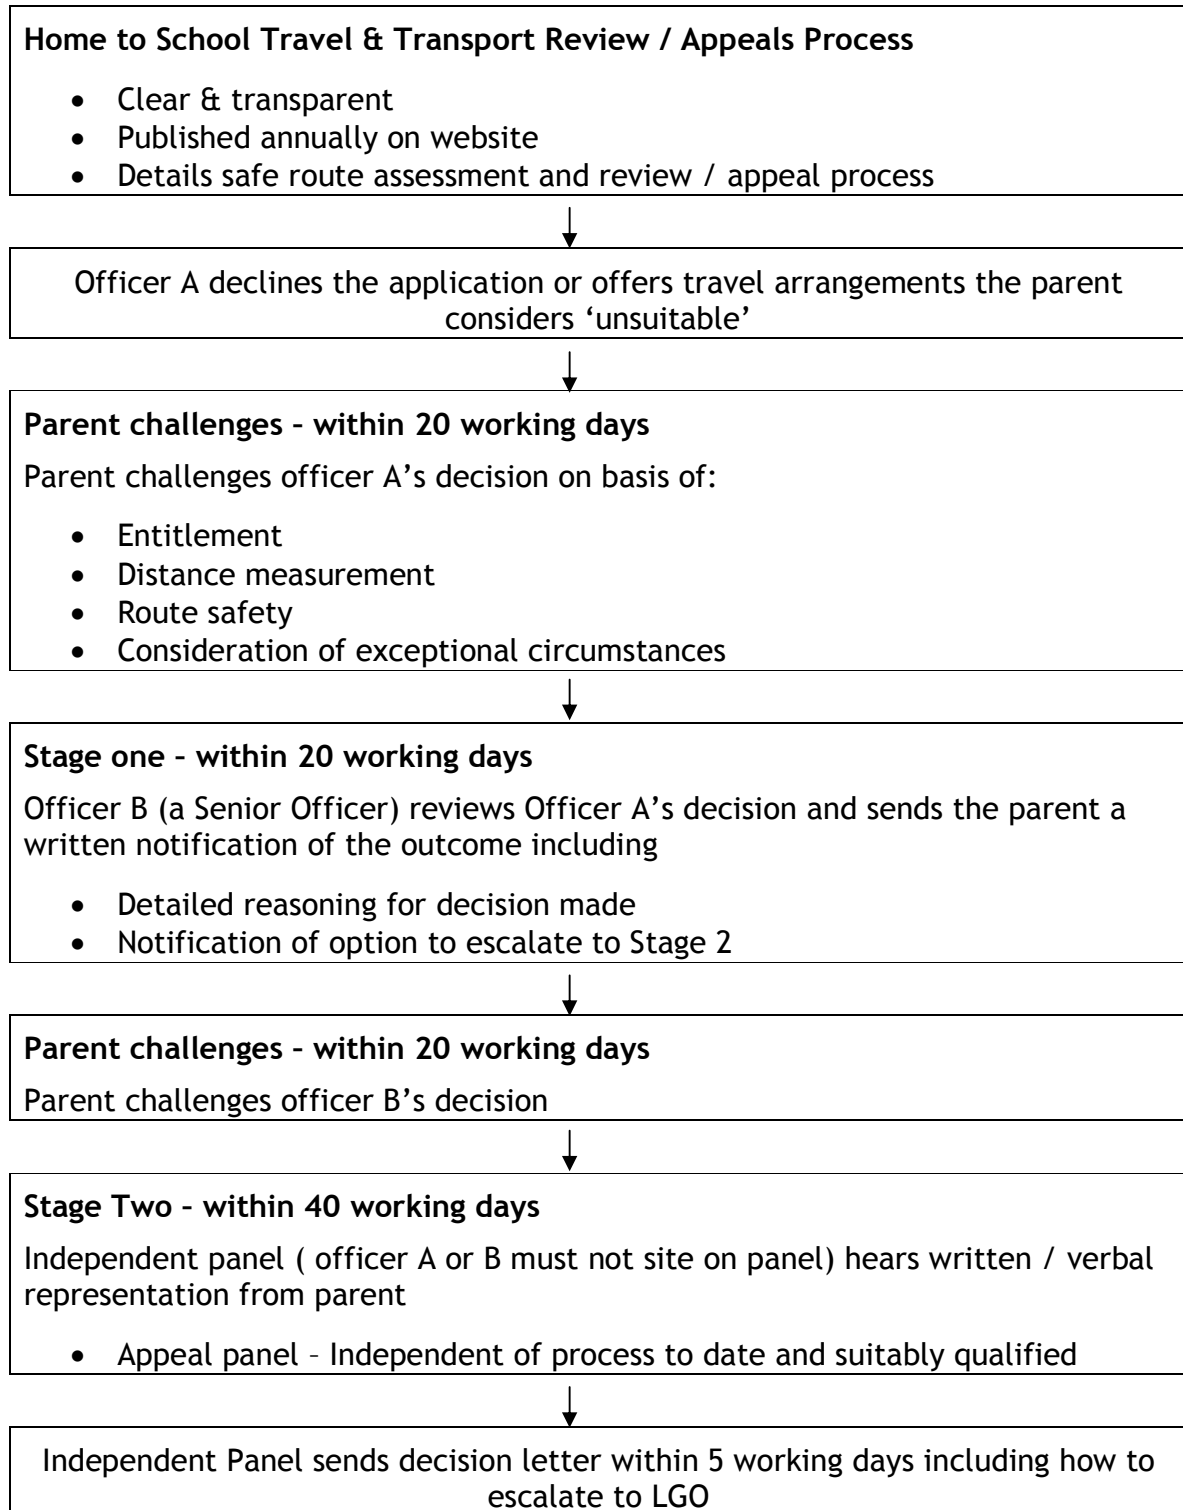 Home to School Travel & Transport Review / Appeals Process
• Clear & transparent
• Published annually on website
• Details safe route assessment and review / appeal process
Officer A declines the application or offers travel arrangements the parent
considers ‘unsuitable’
Parent challenges – within 20 working days
Parent challenges officer A’s decision on basis of:
• Entitlement
• Distance measurement
• Route safety
• Consideration of exceptional circumstances
Stage one – within 20 working days
Officer B (a Senior Officer) reviews Officer A’s decision and sends the parent a
written notification of the outcome including
• Detailed reasoning for decision made
• Notification of option to escalate to Stage 2
Parent challenges – within 20 working days
Parent challenges officer B’s decision
Stage Two – within 40 working days
Independent panel ( officer A or B must not site on panel) hears written / verbal
representation from parent
• Appeal panel – Independent of process to date and suitably qualified
Independent Panel sends decision letter within 5 working days including how to
escalate to LGO